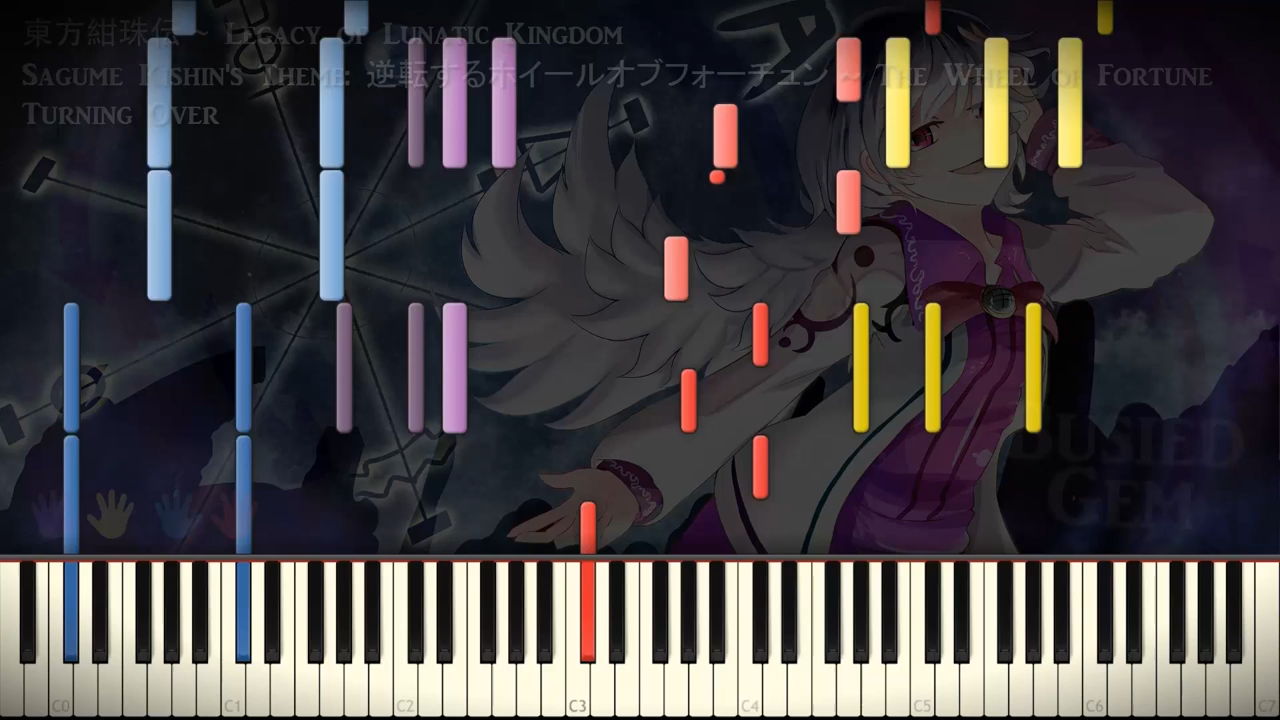 東方紺珠伝 ~ Legacy of Lunatic Kingdom
Sagume Kishin's Theme: 逆転するホイールオブフォーチュン ~ The Wheel of Fortune
Turning Over
Busied
Gem
C0 C1 C2 C3 C4 C5 C6 C7